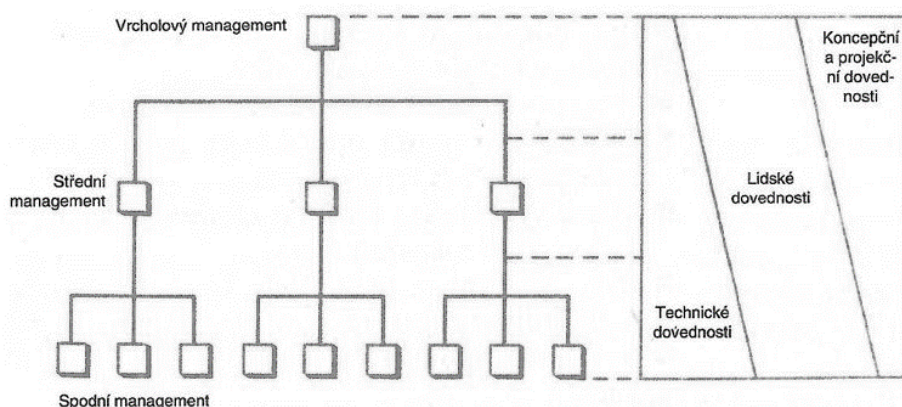 Vrcholový management
Koncepční
a projekč-
ní doved-
nosti
Střední
management
Lidské
dovednosti
Technické
dovednosti
Spodní management